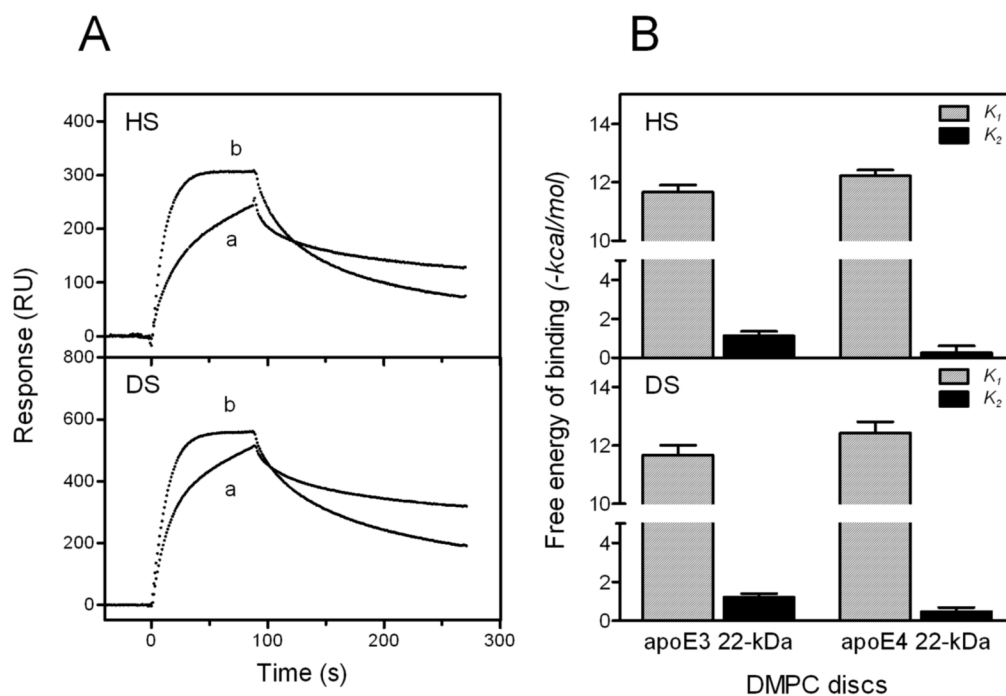 A
B
Response (RU)
400
300
200
100
0
HS
b
a
800
600
400
200
0
DS
b
a
0
100
200
300
Time (s)
Free energy of binding (-kcal/mol)
14
12
10
4
2
0
HS
K₁
K₂
14
12
10
4
2
0
DS
K₁
K₂
apoE3 22-kDa apoE4 22-kDa
DMPC discs